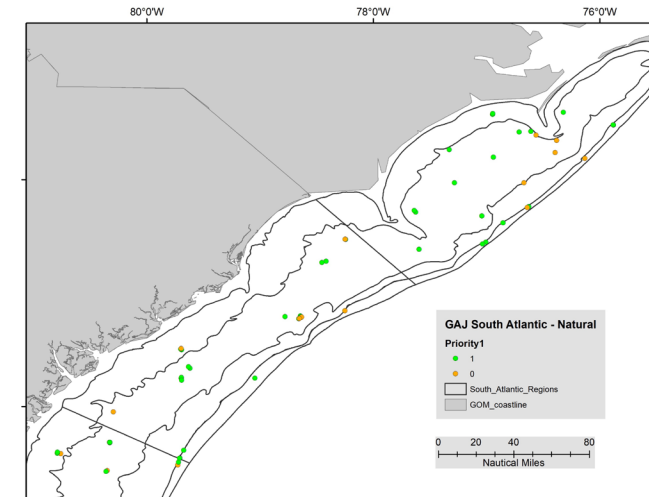 80°0'W 78°0'W 76°0'W
GAJ South Atlantic - Natural
Priority1
1
0
South_Atlantic_Regions
GOM_coastline
0 20 40 60 80
Nautical Miles